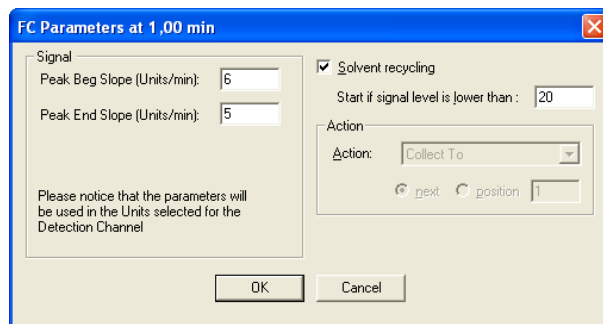 FC Parameters at 1,00 min
Signal
Peak Beg Slope (Units/min): 6
Peak End Slope (Units/min): 5
Please notice that the parameters will
be used in the Units selected for the
Detection Channel
Solvent recycling
Start if signal level is lower than : 20
Action
Action: Collect To
next position 1
OK Cancel